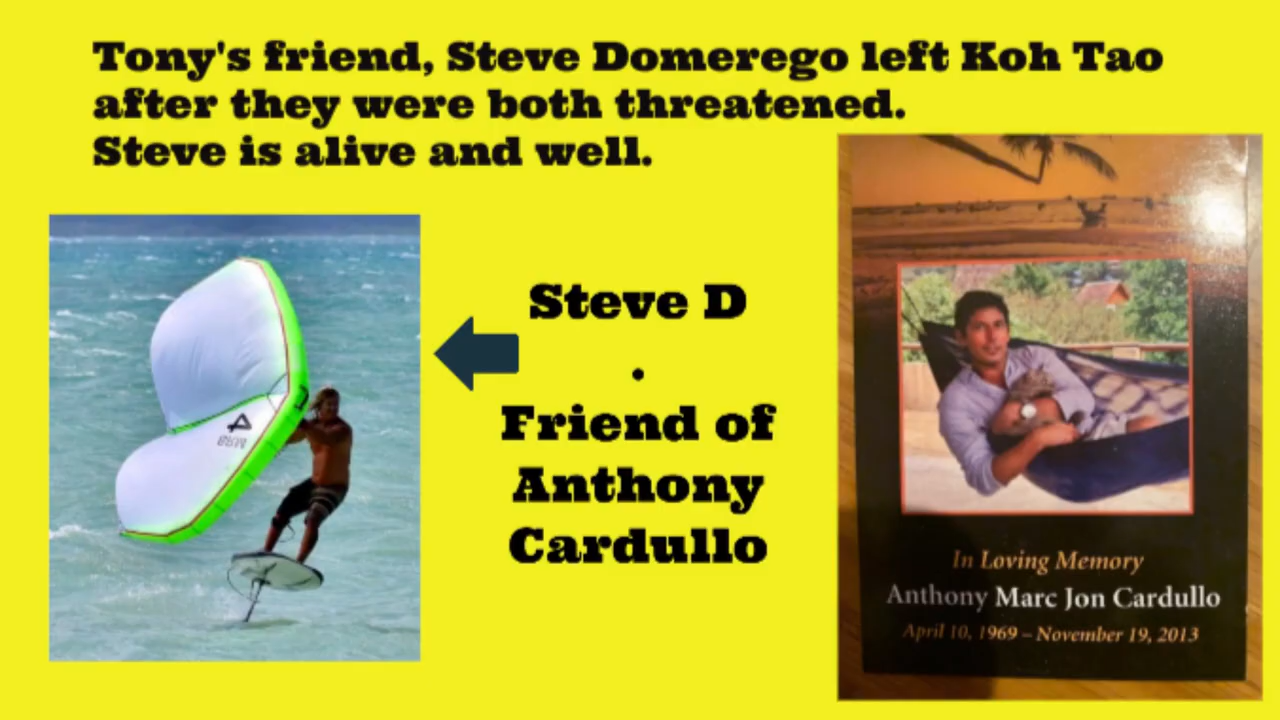 Tony's friend, Steve Domerego left Koh Tao
after they were both threatened.
Steve is alive and well.
Steve D
.
Friend of
Anthony
Cardullo
4
In Loving Memory
Anthony Marc Jon Cardullo
April 10, 1969 – November 19, 2013